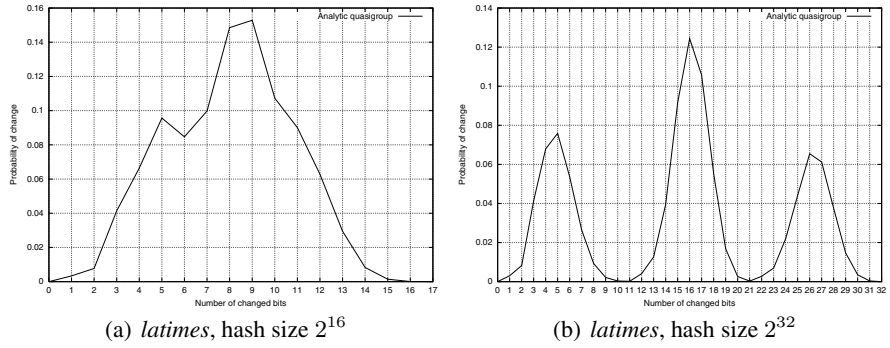 Analytic quasigroup
0.16
0.14
0.12
0.1
0.08
0.06
0.04
0.02
0
Probability of change
0 1 2 3 4 5 6 7 8 9 10 11 12 13 14 15 16 17
Number of changed bits
(a) latimes, hash size 2^16
Analytic quasigroup
0.14
0.12
0.1
0.08
0.06
0.04
0.02
0
Probability of change
0 1 2 3 4 5 6 7 8 9 10 11 12 13 14 15 16 17 18 19 20 21 22 23 24 25 26 27 28 29 30 31 32
Number of changed bits
(b) latimes, hash size 2^32